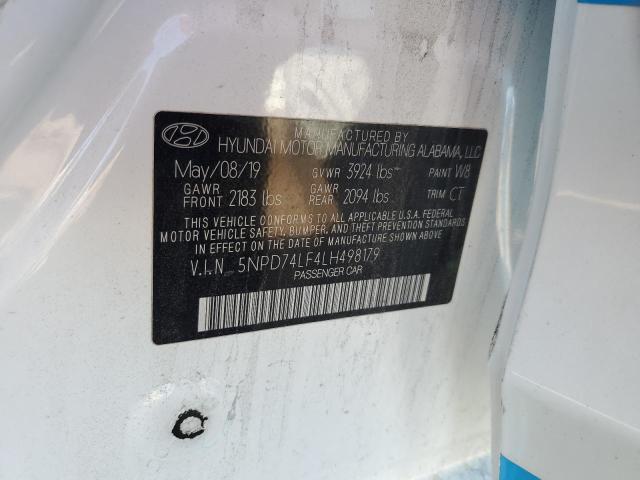 MANUFACTURED BY
HYUNDAI MOTOR MANUFACTURING ALABAMA, LLC
May/08/19 GVWR 3924 lbs PAINT W8
GAWR FRONT 2183 lbs GAWR REAR 2094 lbs TRIM CT
THIS VEHICLE CONFORMS TO ALL APPLICABLE U.S.A. FEDERAL
MOTOR VEHICLE SAFETY, BUMPER, AND THEFT PREVENTION STANDARDS
IN EFFECT ON THE DATE OF MANUFACTURE SHOWN ABOVE.
V.I.N. 5NPD74LF4LH498179
PASSENGER CAR